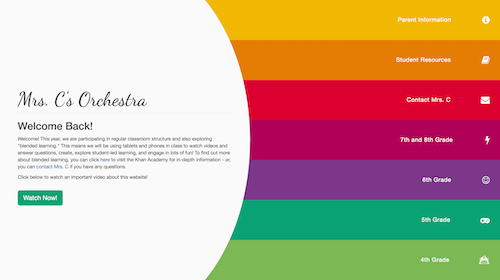 Mrs. C's Orchestra
Welcome Back!
Welcome! This year, we are participating in regular classroom structure and also exploring
"blended learning." This means we will be using tablets and phones in class to watch videos and
answer questions, create, explore student-led learning, and engage in lots of fun! To find out more
about blended learning, you can click here to visit the Khan Academy for in-depth information - or,
you can contact Mrs. C if you have any questions.
Click below to watch an important video about this website!
Watch Now!
Parent Information
Student Resources
Contact Mrs. C
7th and 8th Grade
6th Grade
5th Grade
4th Grade